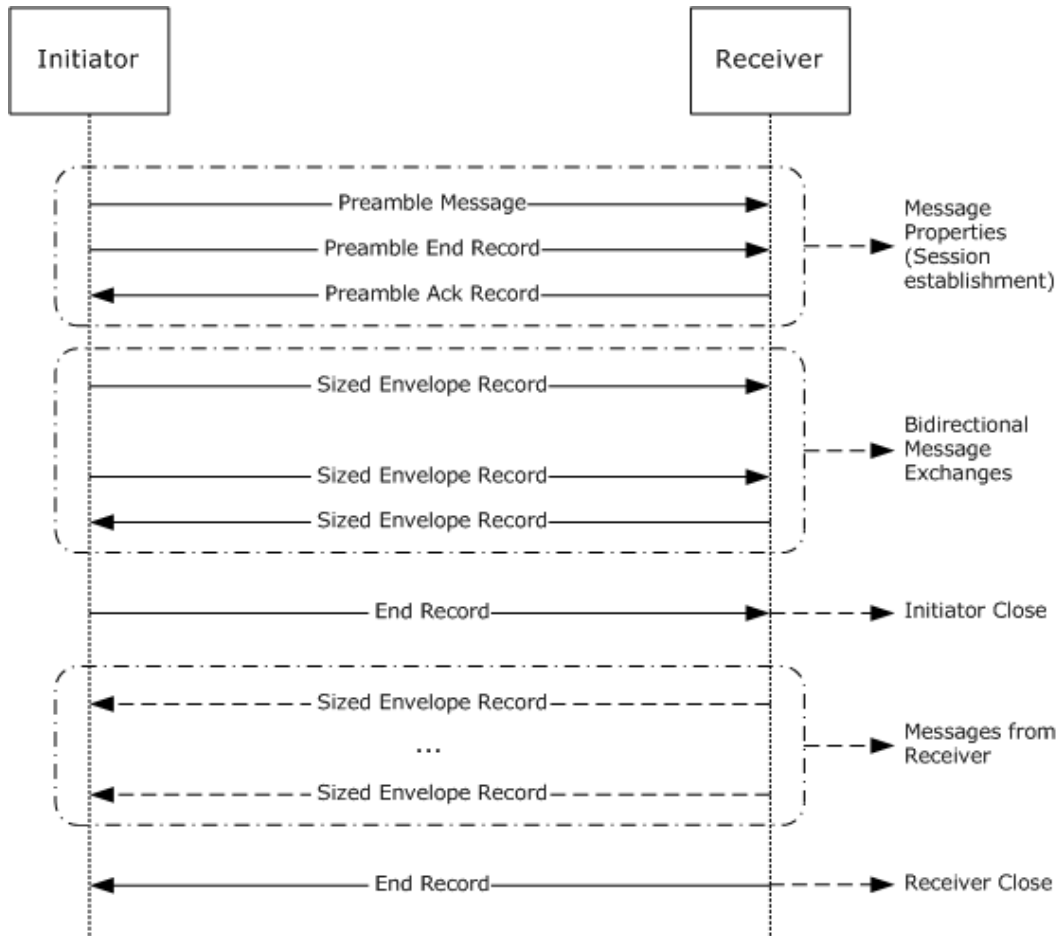 Initiator
Receiver
Preamble Message
Preamble End Record
Preamble Ack Record
Message
Properties
(Session
establishment)
Sized Envelope Record
Sized Envelope Record
Sized Envelope Record
Bidirectional
Message
Exchanges
End Record
Initiator Close
Sized Envelope Record
...
Sized Envelope Record
Messages from
Receiver
End Record
Receiver Close